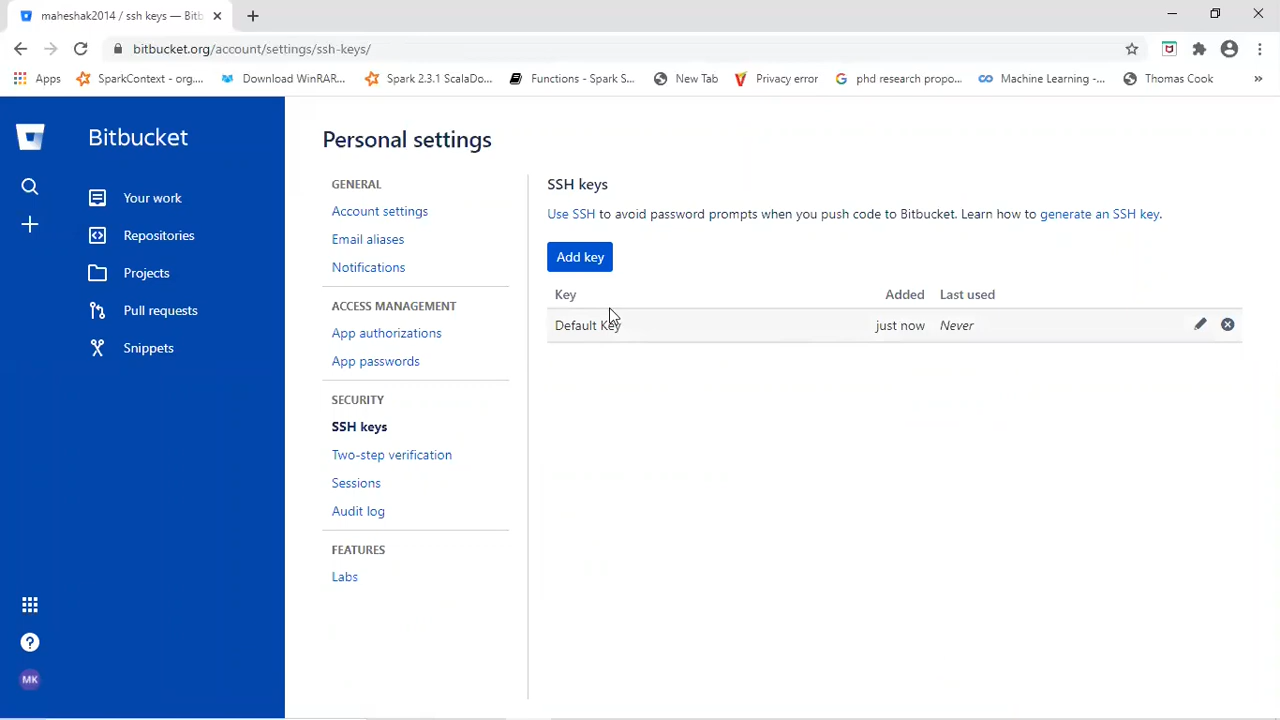 maheshak2014 / ssh keys — Bitb
bitbucket.org/account/settings/ssh-keys/
Apps
SparkContext - org....
Download WinRAR...
Spark 2.3.1 ScalaDo...
Functions - Spark S...
New Tab
Privacy error
phd research propo...
Machine Learning -...
Thomas Cook
»
Bitbucket
Your work
Repositories
Projects
Pull requests
Snippets
MK
Personal settings
GENERAL
Account settings
Email aliases
Notifications
ACCESS MANAGEMENT
App authorizations
App passwords
SECURITY
SSH keys
Two-step verification
Sessions
Audit log
FEATURES
Labs
SSH keys
Use SSH to avoid password prompts when you push code to Bitbucket. Learn how to generate an SSH key.
Add key
Key Added Last used
Default Key just now Never